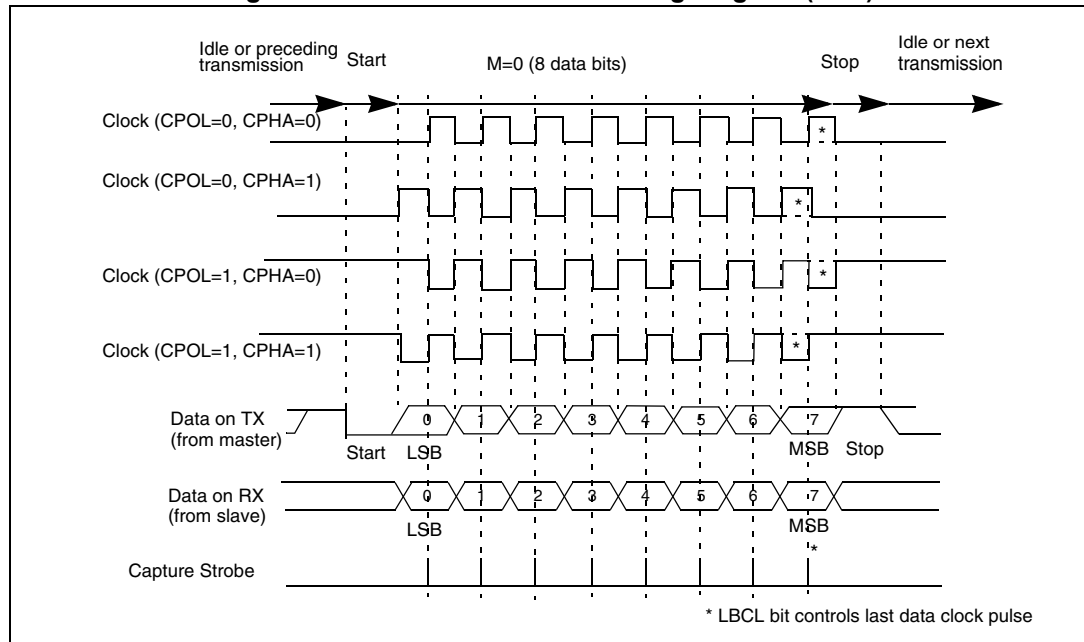 Idle or preceding
transmission
Start
M=0 (8 data bits)
Stop
Idle or next
transmission
Clock (CPOL=0, CPHA=0)
*
Clock (CPOL=0, CPHA=1)
*
Clock (CPOL=1, CPHA=0)
*
Clock (CPOL=1, CPHA=1)
*
Data on TX
(from master)
0 1 2 3 4 5 6 7
Start LSB MSB Stop
Data on RX
(from slave)
0 1 2 3 4 5 6 7
LSB MSB
*
Capture Strobe
* LBCL bit controls last data clock pulse